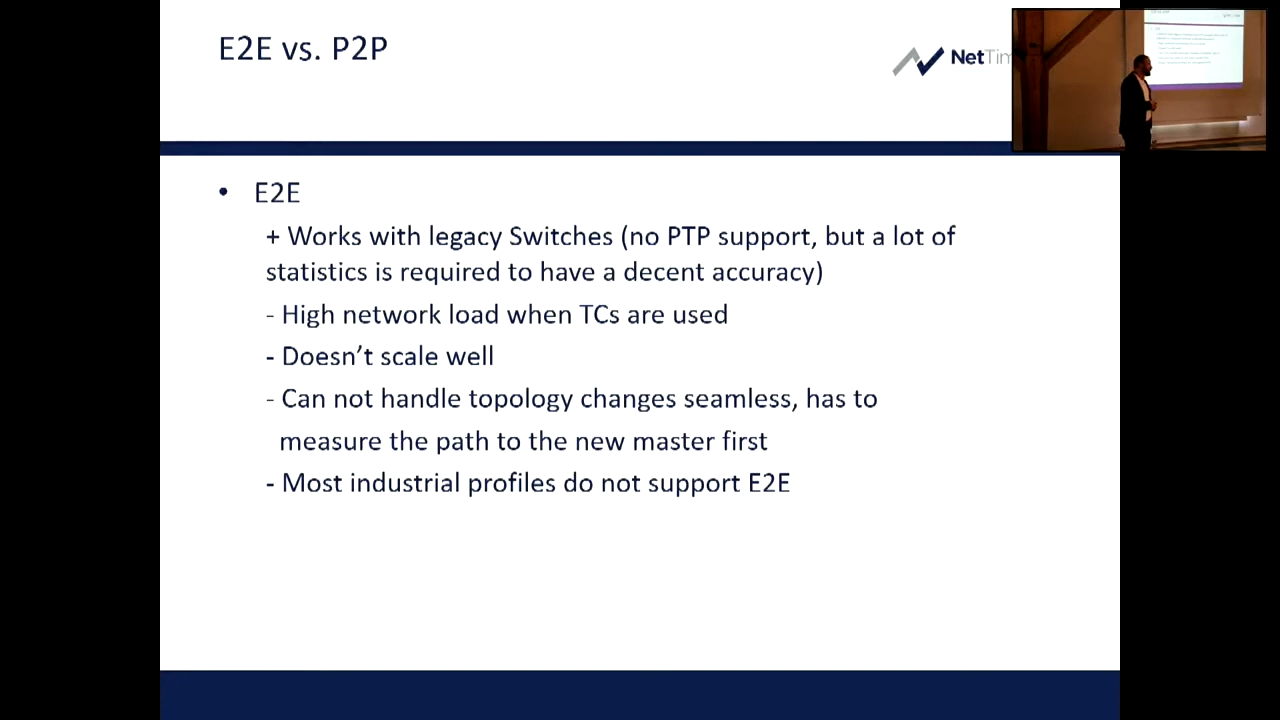 E2E vs. P2P
NetTim
• E2E
+ Works with legacy Switches (no PTP support, but a lot of
statistics is required to have a decent accuracy)
- High network load when TCs are used
- Doesn’t scale well
- Can not handle topology changes seamless, has to
measure the path to the new master first
- Most industrial profiles do not support E2E